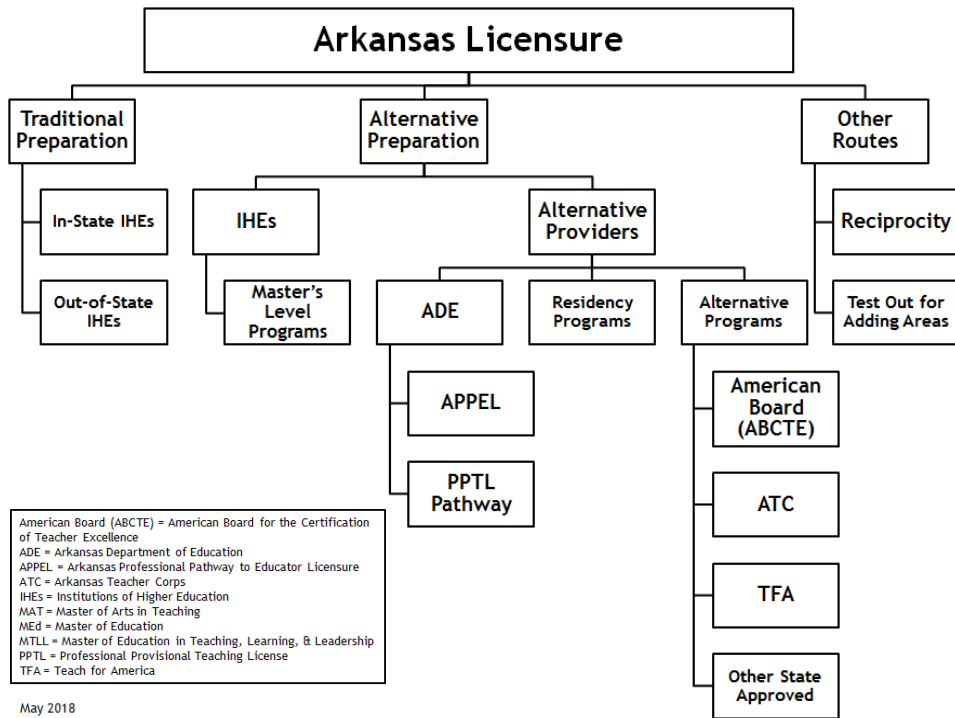 Arkansas Licensure
Traditional
Preparation
Alternative
Preparation
Other
Routes
In-State IHEs
IHEs
Alternative
Providers
Reciprocity
Out-of-State
IHEs
Master's
Level
Programs
ADE
Residency
Programs
Alternative
Programs
Test Out for
Adding Areas
APPEL
American
Board
(ABCTE)
PPTL
Pathway
ATC
TFA
Other State
Approved
American Board (ABCTE) = American Board for the Certification
of Teacher Excellence
ADE = Arkansas Department of Education
APPEL = Arkansas Professional Pathway to Educator Licensure
ATC = Arkansas Teacher Corps
IHEs = Institutions of Higher Education
MAT = Master of Arts in Teaching
MEd = Master of Education
MTLL = Master of Education in Teaching, Learning, & Leadership
PPTL = Professional Provisional Teaching License
TFA = Teach for America
May 2018